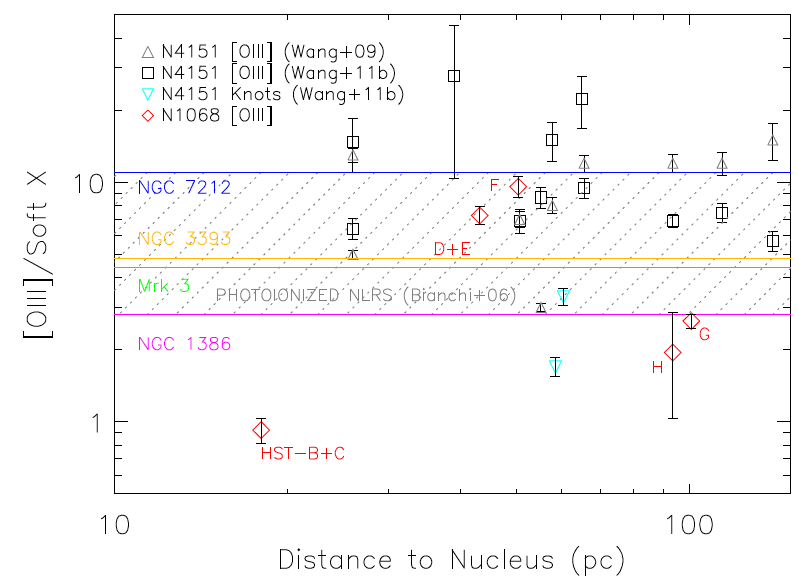 N4151 [OIII] (Wang+09)
N4151 [OIII] (Wang+11b)
N4151 Knots (Wang+11b)
N1068 [OIII]
10
NGC 7212
F
NGC 3393
D+E
Mrk 3
PHOTOIONIZED NLRS (Bianchi+06)
NGC 1386
G
H
1
HST-B+C
10
100
Distance to Nucleus (pc)
[OIII]/Soft X